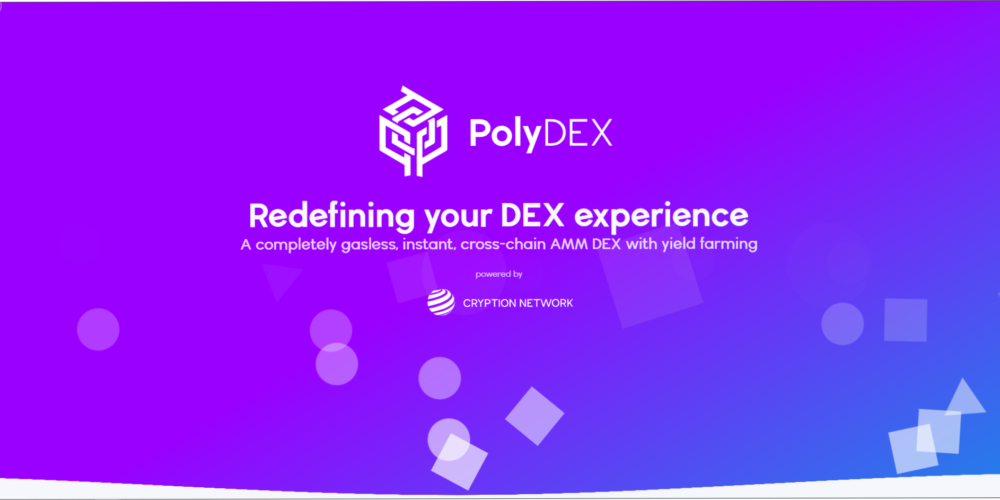 PolyDEX
Redefining your DEX experience
A completely gasless, instant, cross-chain AMM DEX with yield farming
powered by
CRYPTION NETWORK